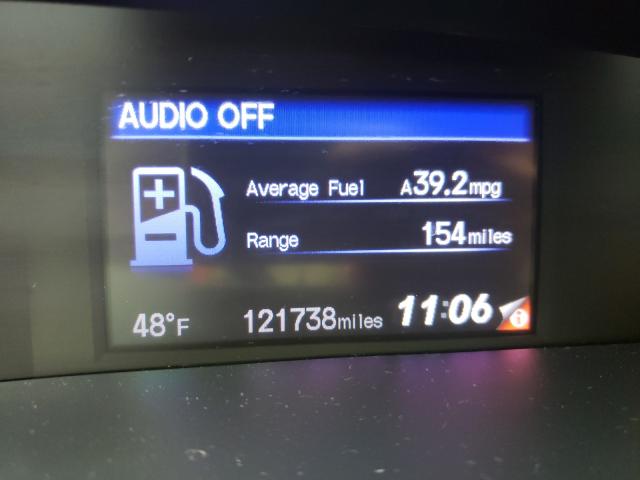 AUDIO OFF
Average Fuel A39.2mpg
Range 154miles
48°F 121738miles 11:06 i